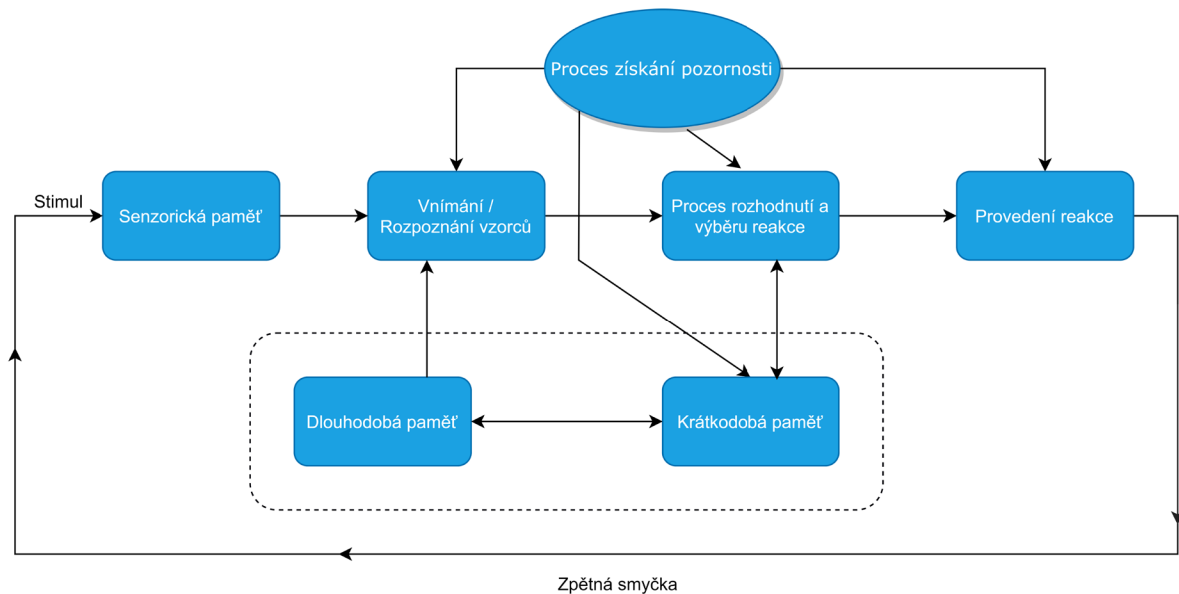 Proces získání pozornosti
Stimul
Senzorická paměť
Vnímání /
Rozpoznání vzorců
Proces rozhodnutí a
výběru reakce
Provedení reakce
Dlouhodobá paměť
Krátkodobá paměť
Zpětná smyčka